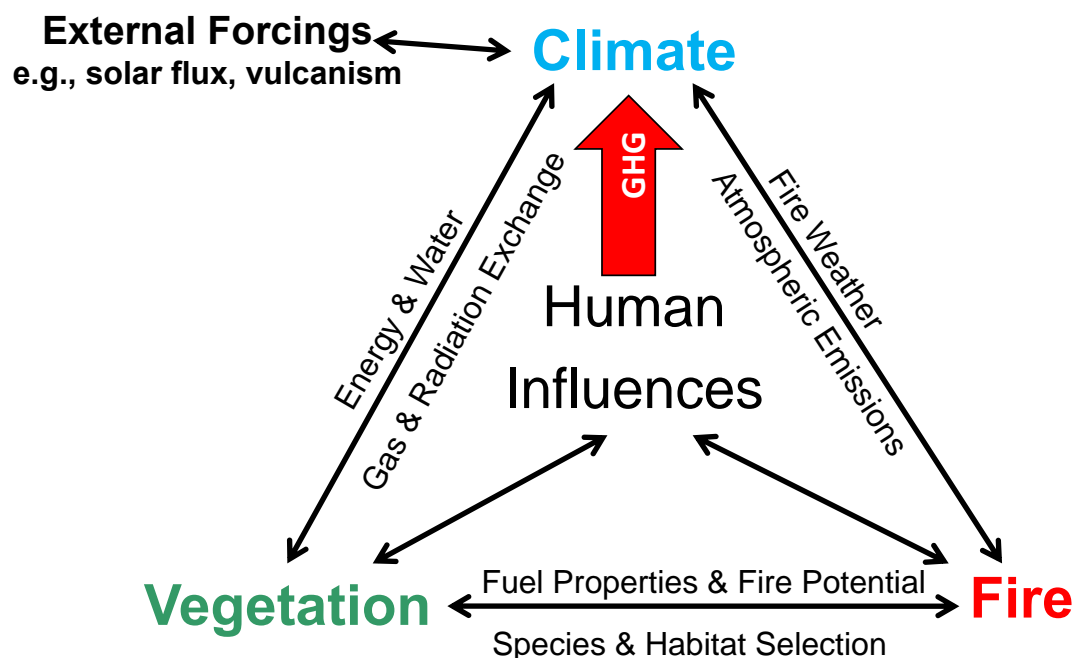 External Forcings
e.g., solar flux, vulcanism
Climate
GHG
Energy & Water
Gas & Radiation Exchange
Fire Weather
Atmospheric Emissions
Human
Influences
Vegetation
Fuel Properties & Fire Potential
Species & Habitat Selection
Fire